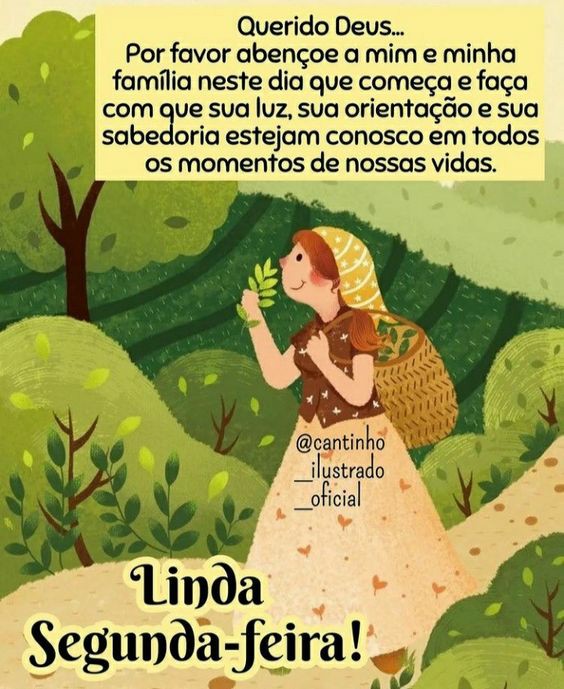 Querido Deus...
Por favor abençoe a mim e minha
família neste dia que começa e faça
com que sua luz, sua orientação e sua
sabedoria estejam conosco em todos
os momentos de nossas vidas.
@cantinho
_ilustrado
_oficial
Linda
Segunda-feira!